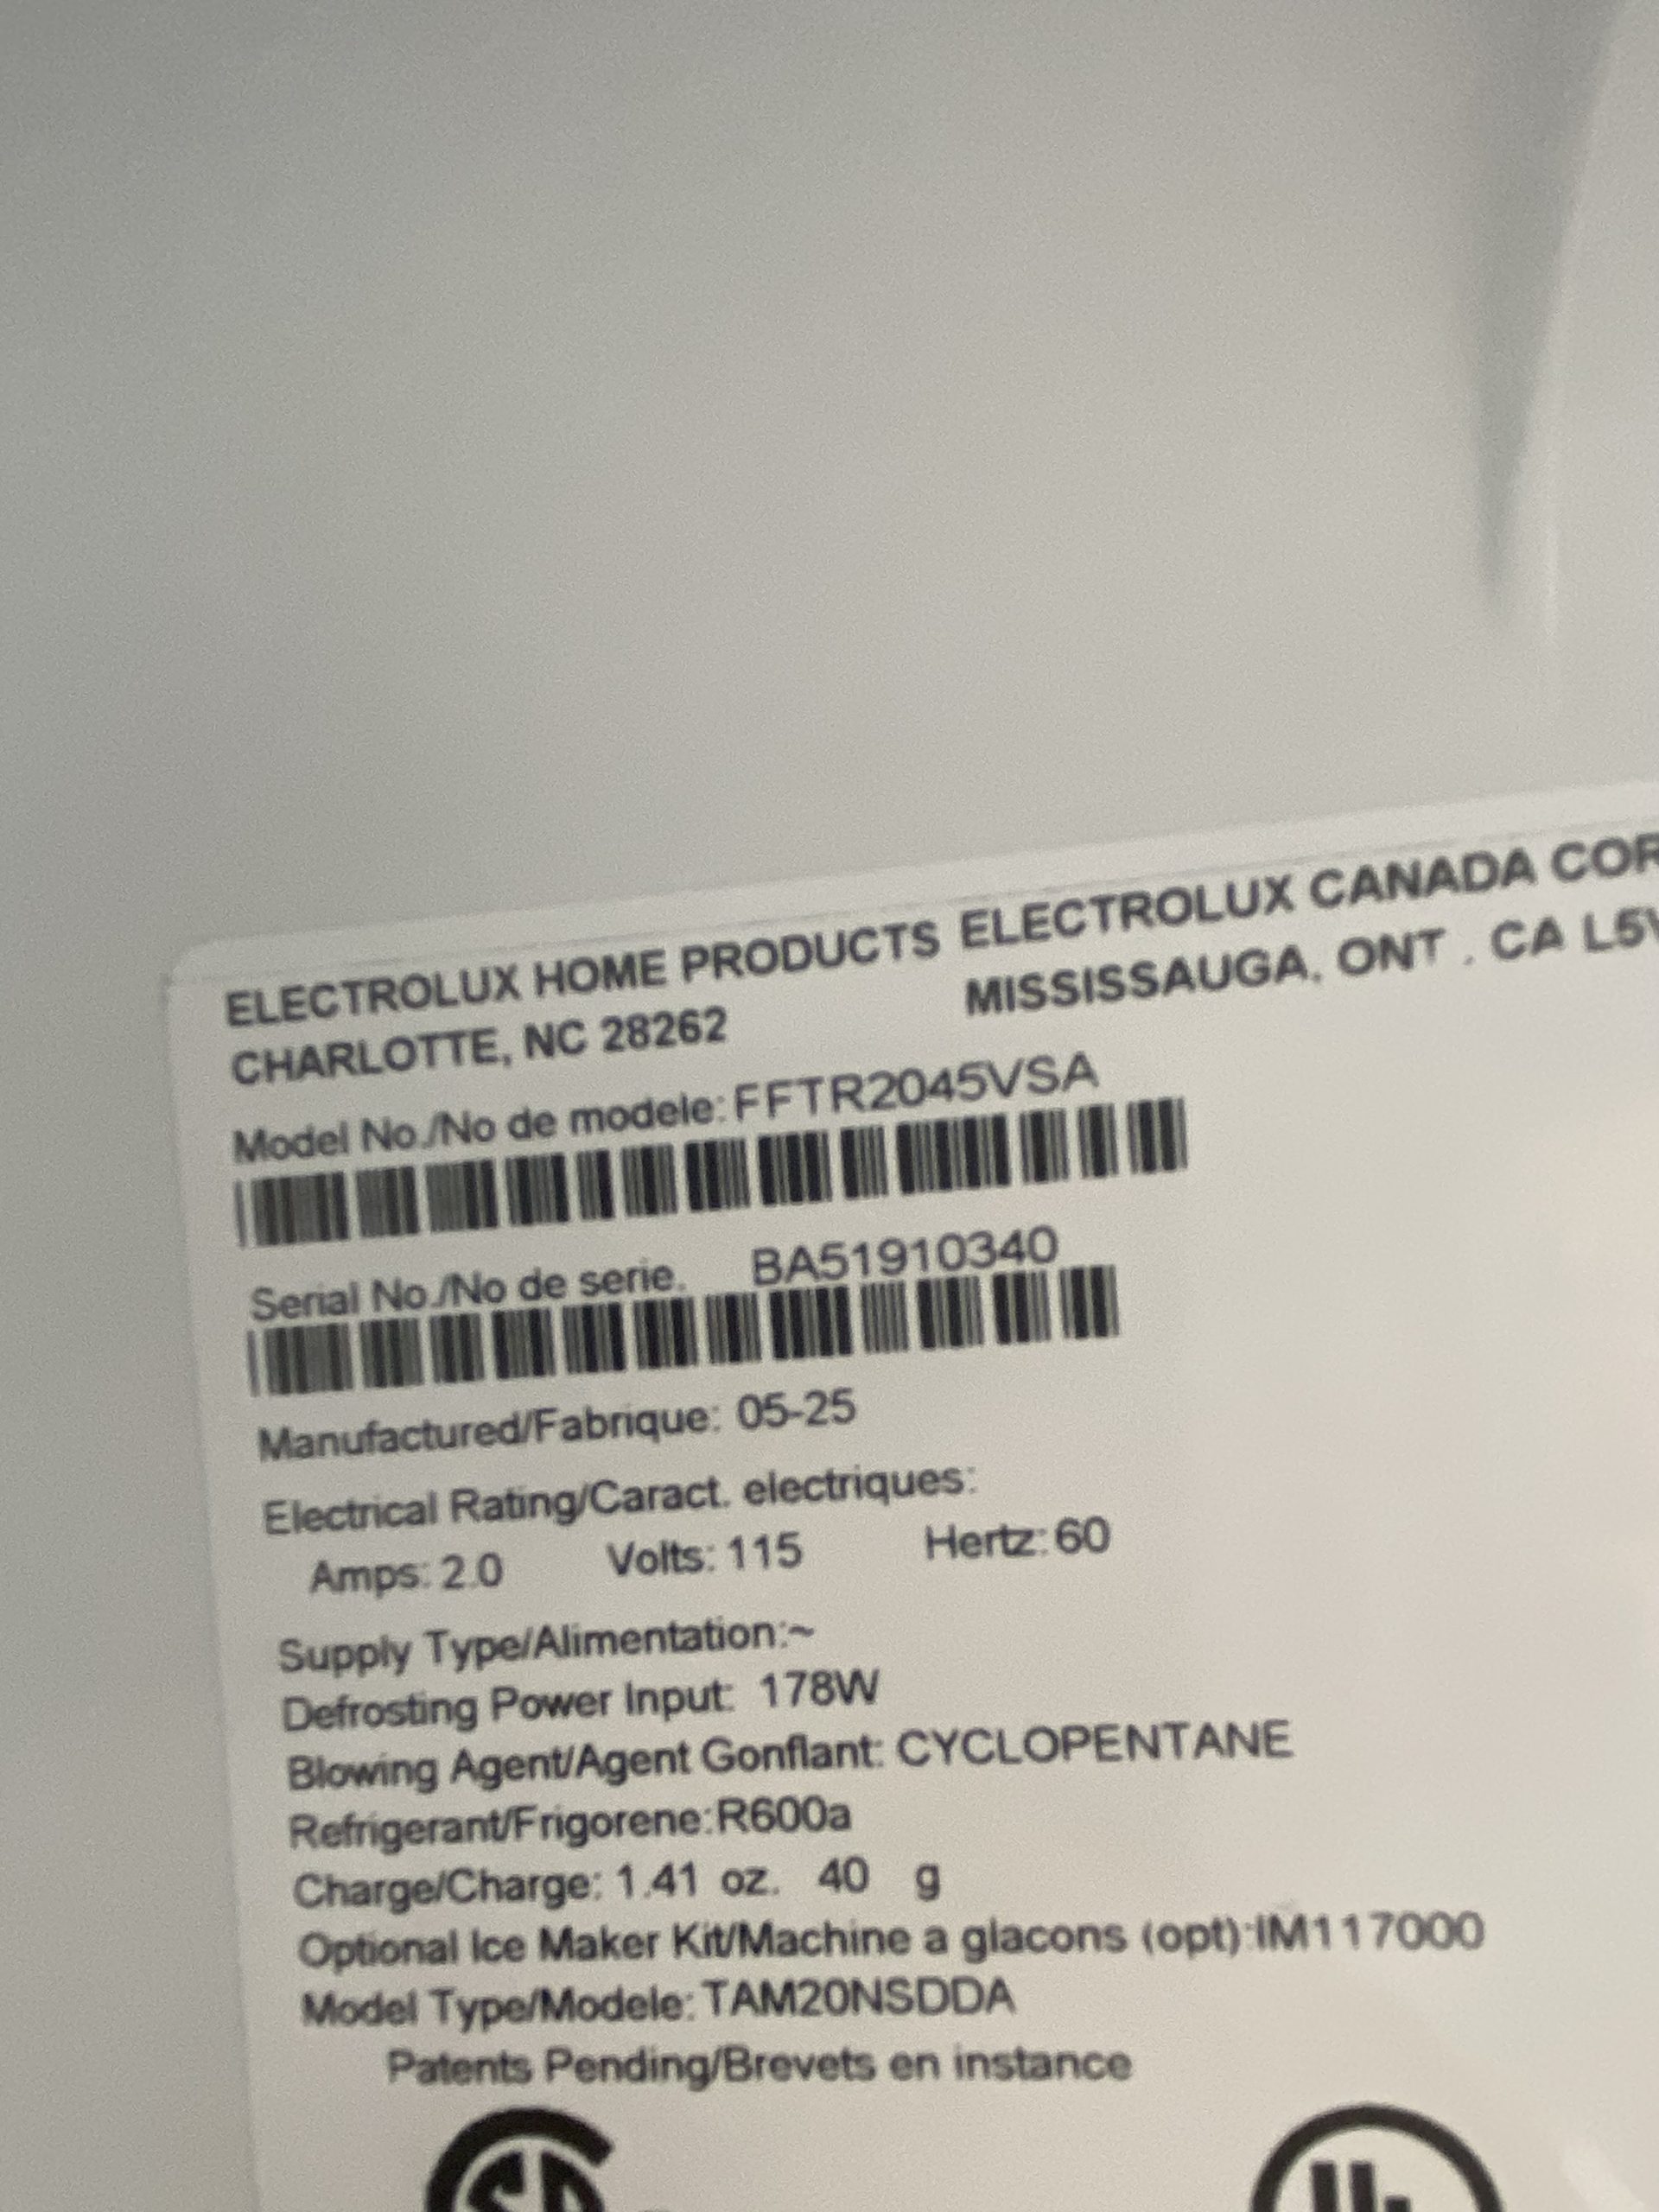 ELECTROLUX HOME PRODUCTS ELECTROLUX CANADA COR
CHARLOTTE, NC 28262 MISSISSAUGA, ONT . CA L5V
Model No./No de modele: FFTR2045VSA
Serial No./No de serie. BA51910340
Manufactured/Fabrique: 05-25
Electrical Rating/Caract. electriques:
Amps: 2.0 Volts: 115 Hertz: 60
Supply Type/Alimentation:~
Defrosting Power Input: 178W
Blowing Agent/Agent Gonflant: CYCLOPENTANE
Refrigerant/Frigorene:R600a
Charge/Charge: 1.41 oz. 40 g
Optional Ice Maker Kit/Machine a glacons (opt):IM117000
Model Type/Modele: TAM20NSDDA
Patents Pending/Brevets en instance